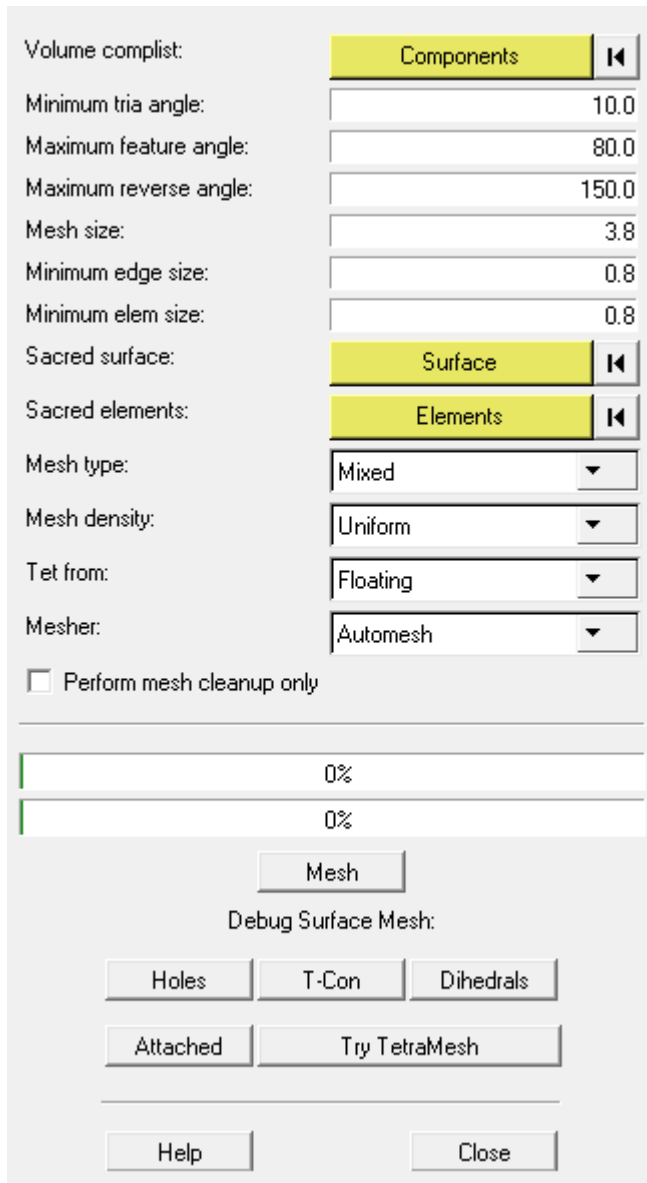 Volume complist: Components
Minimum tria angle: 10.0
Maximum feature angle: 80.0
Maximum reverse angle: 150.0
Mesh size: 3.8
Minimum edge size: 0.8
Minimum elem size: 0.8
Sacred surface: Surface
Sacred elements: Elements
Mesh type: Mixed
Mesh density: Uniform
Tet from: Floating
Mesher: Automesh
Perform mesh cleanup only
0%
0%
Mesh
Debug Surface Mesh:
Holes T-Con Dihedrals
Attached Try TetraMesh
Help Close